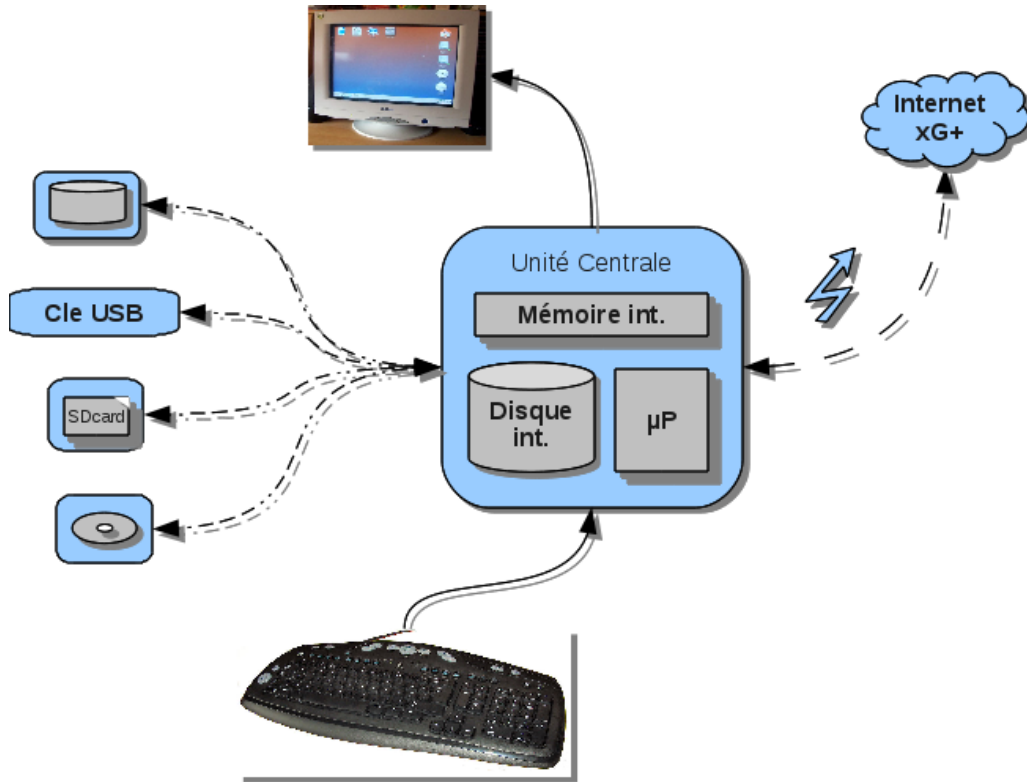 Internet
xG+
Unité Centrale
Mémoire int.
Cle USB
Disque
int.
µP
SDcard